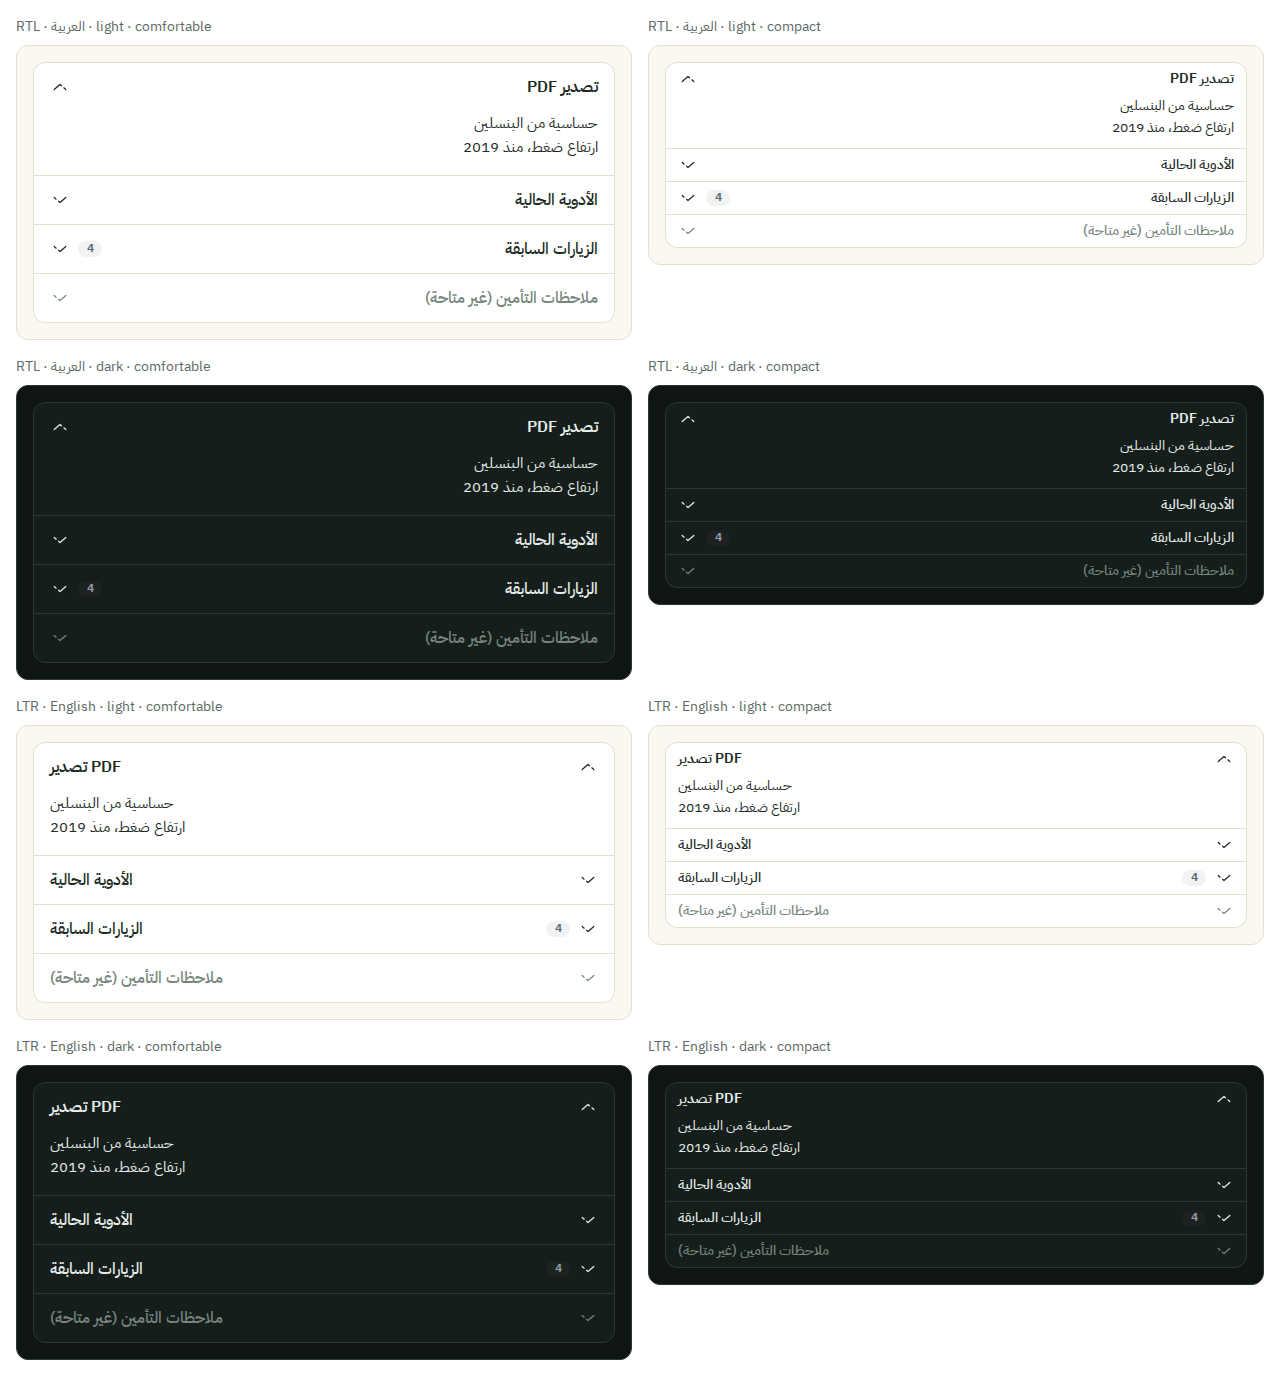 RTL · العربية · light · comfortable
تصدير PDF
حساسية من البنسلين
ارتفاع ضغط، منذ 2019
الأدوية الحالية
الزيارات السابقة 4
ملاحظات التأمين (غير متاحة)
RTL · العربية · light · compact
تصدير PDF
حساسية من البنسلين
ارتفاع ضغط، منذ 2019
الأدوية الحالية
الزيارات السابقة 4
ملاحظات التأمين (غير متاحة)
RTL · العربية · dark · comfortable
تصدير PDF
حساسية من البنسلين
ارتفاع ضغط، منذ 2019
الأدوية الحالية
الزيارات السابقة 4
ملاحظات التأمين (غير متاحة)
RTL · العربية · dark · compact
تصدير PDF
حساسية من البنسلين
ارتفاع ضغط، منذ 2019
الأدوية الحالية
الزيارات السابقة 4
ملاحظات التأمين (غير متاحة)
LTR · English · light · comfortable
تصدير PDF
حساسية من البنسلين
ارتفاع ضغط، منذ 2019
الأدوية الحالية
الزيارات السابقة 4
ملاحظات التأمين (غير متاحة)
LTR · English · light · compact
تصدير PDF
حساسية من البنسلين
ارتفاع ضغط، منذ 2019
الأدوية الحالية
الزيارات السابقة 4
ملاحظات التأمين (غير متاحة)
LTR · English · dark · comfortable
تصدير PDF
حساسية من البنسلين
ارتفاع ضغط، منذ 2019
الأدوية الحالية
الزيارات السابقة 4
ملاحظات التأمين (غير متاحة)
LTR · English · dark · compact
تصدير PDF
حساسية من البنسلين
ارتفاع ضغط، منذ 2019
الأدوية الحالية
الزيارات السابقة 4
ملاحظات التأمين (غير متاحة)